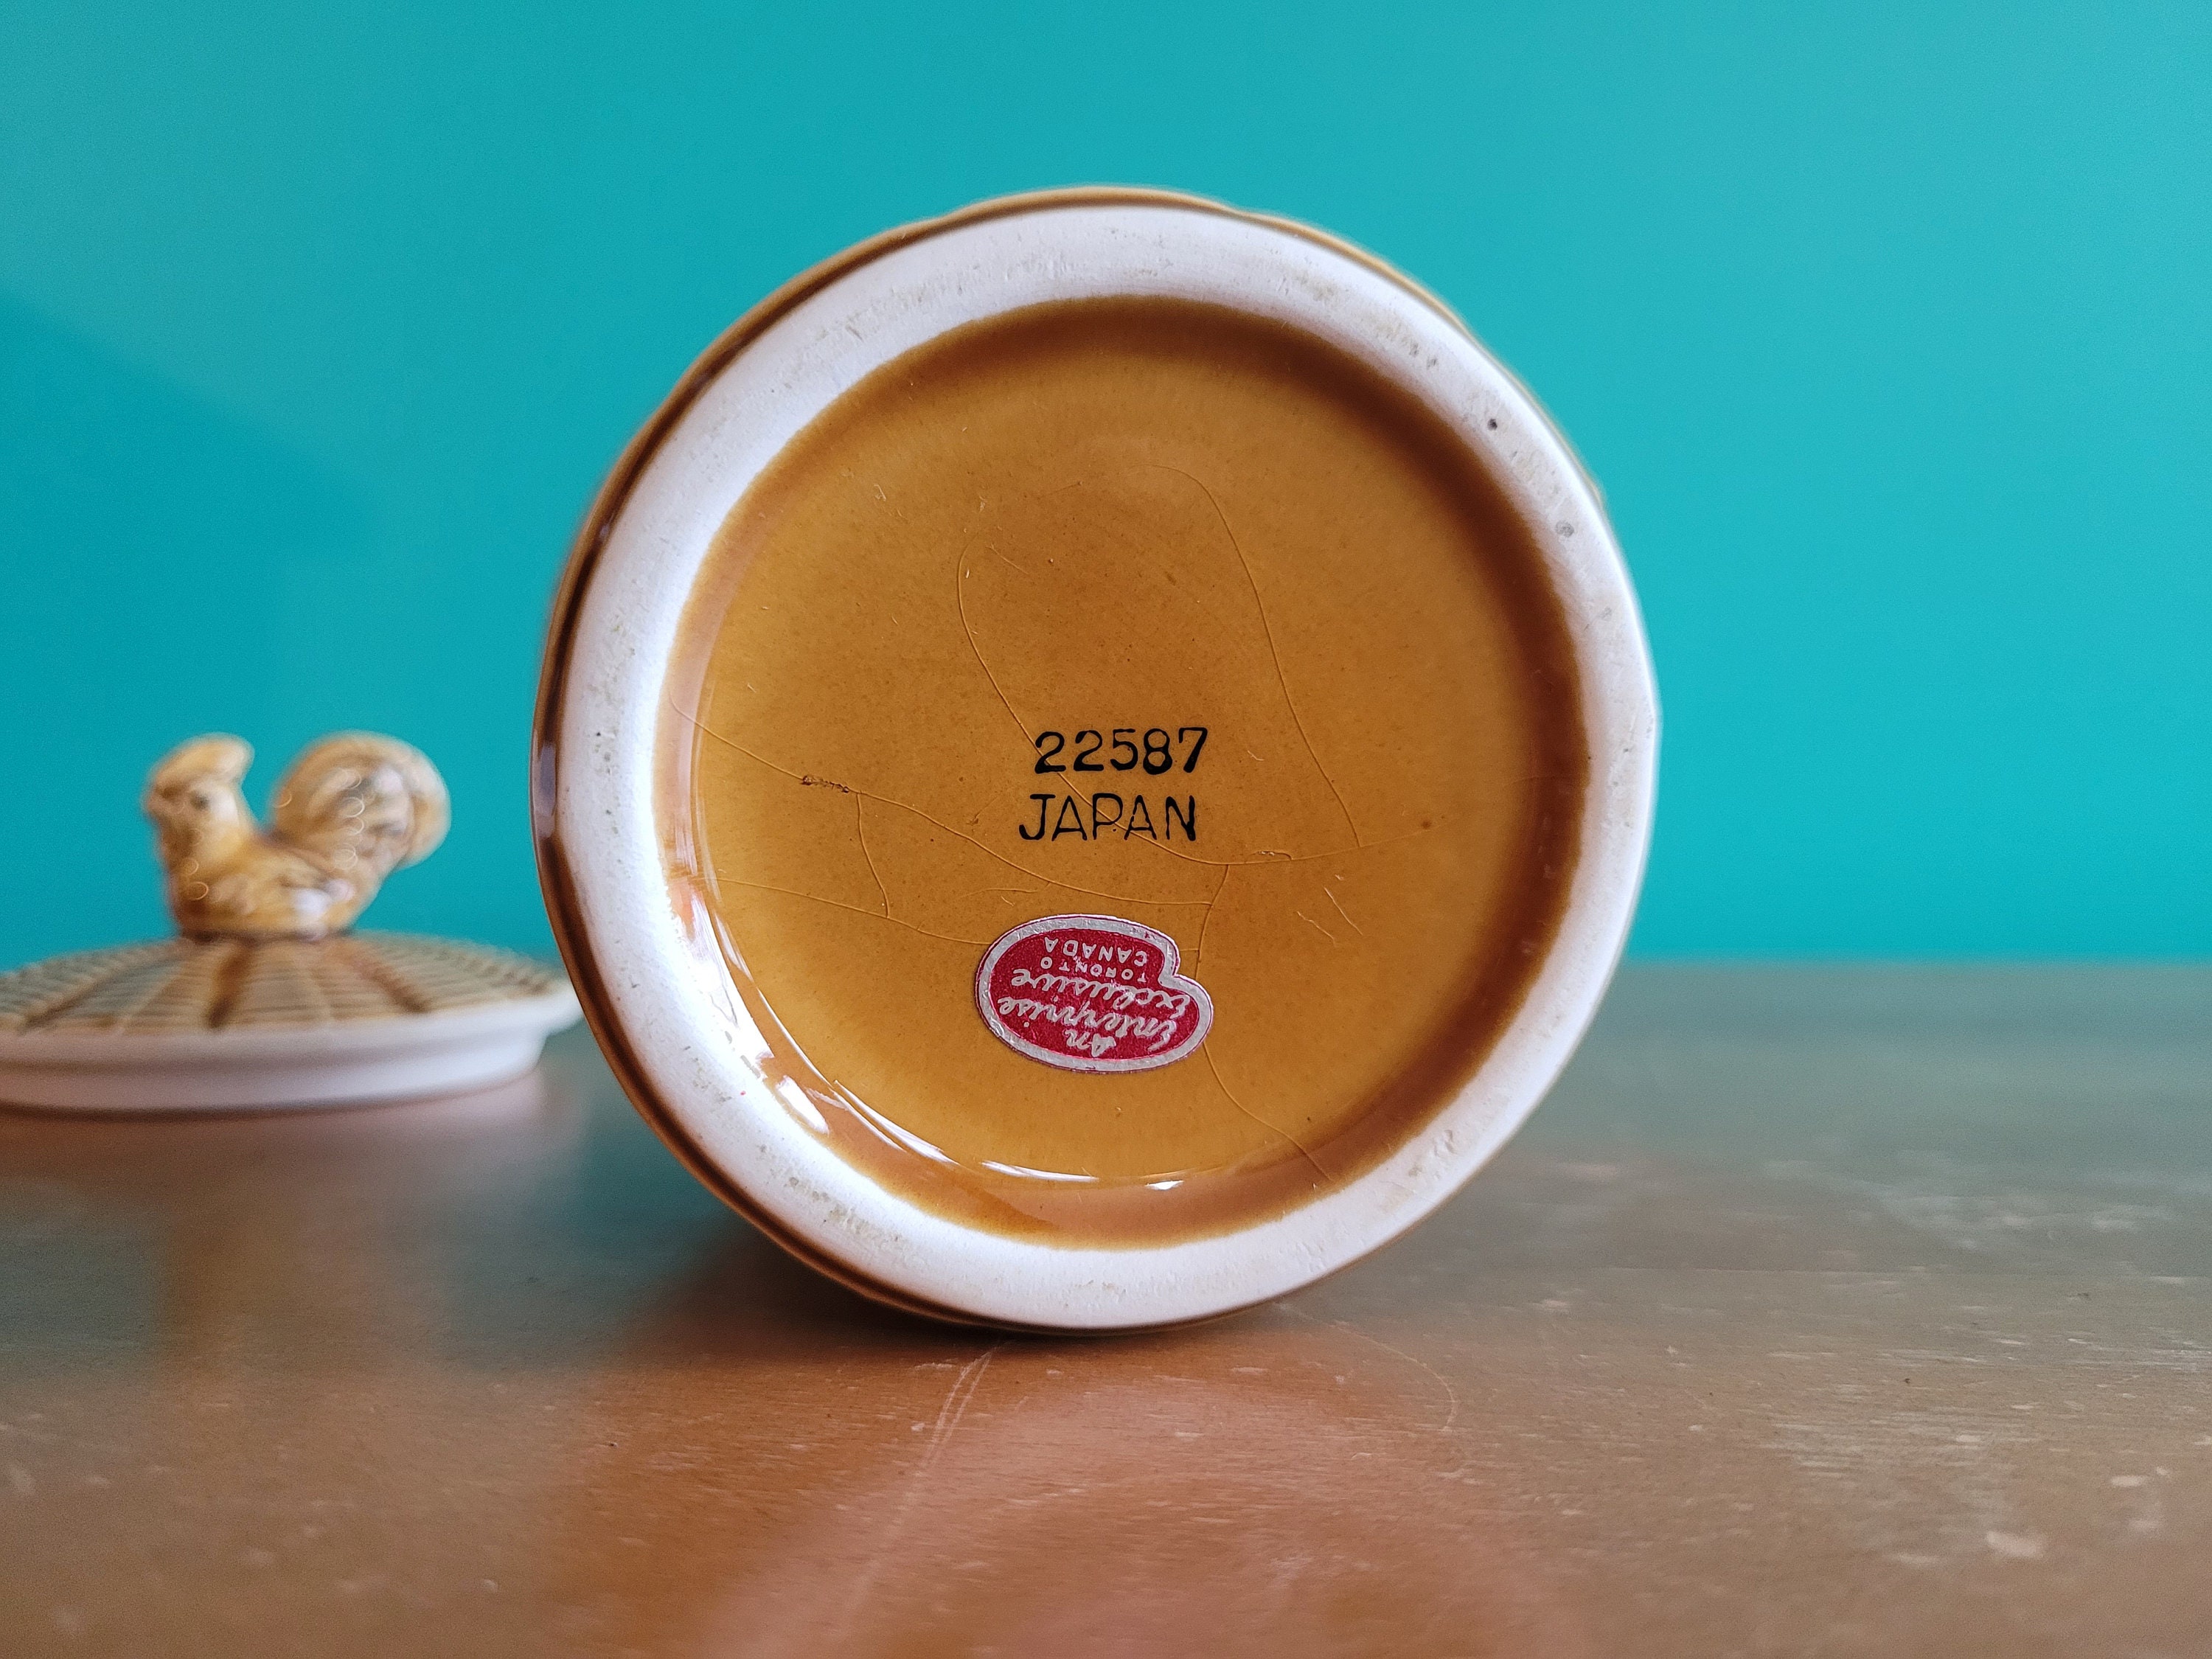 22587
JAPAN
An
Enterprise
Exclusive
TORONTO
CANADA